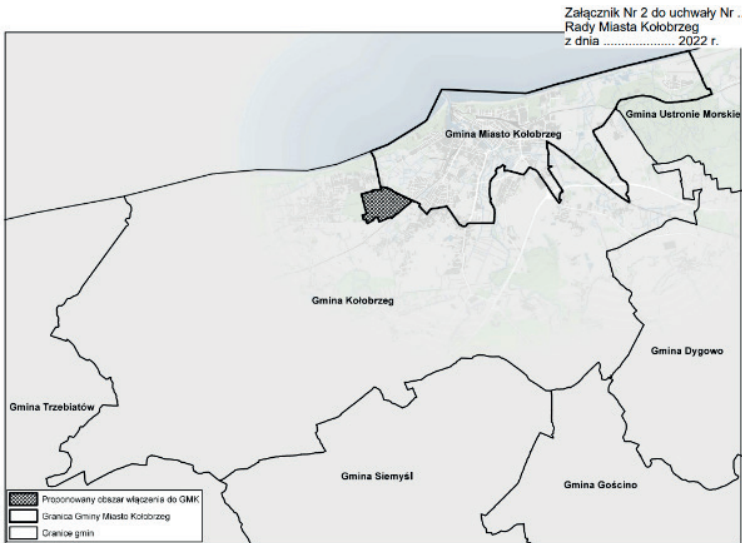 Załącznik Nr 2 do uchwały Nr ..
Rady Miasta Kołobrzeg
z dnia .................... 2022 r.
Gmina Ustronie Morskie
Gmina Miasto Kołobrzeg
Gmina Kołobrzeg
Gmina Dygowo
Gmina Trzebiatów
Gmina Siemyśl
Gmina Gościno
Proponowany obszar włączenia do GMK
Granica Gminy Miasto Kołobrzeg
Granice gmin